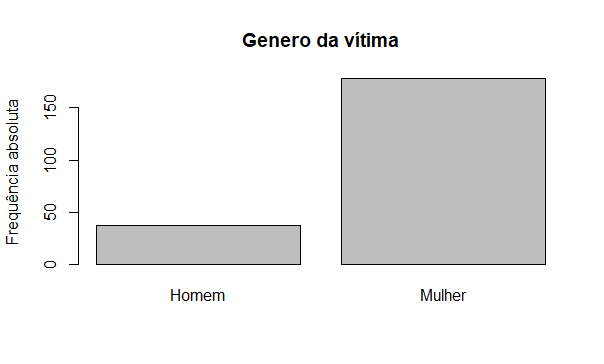 Genero da vítima
Frequência absoluta
150
100
50
0
Homem
Mulher